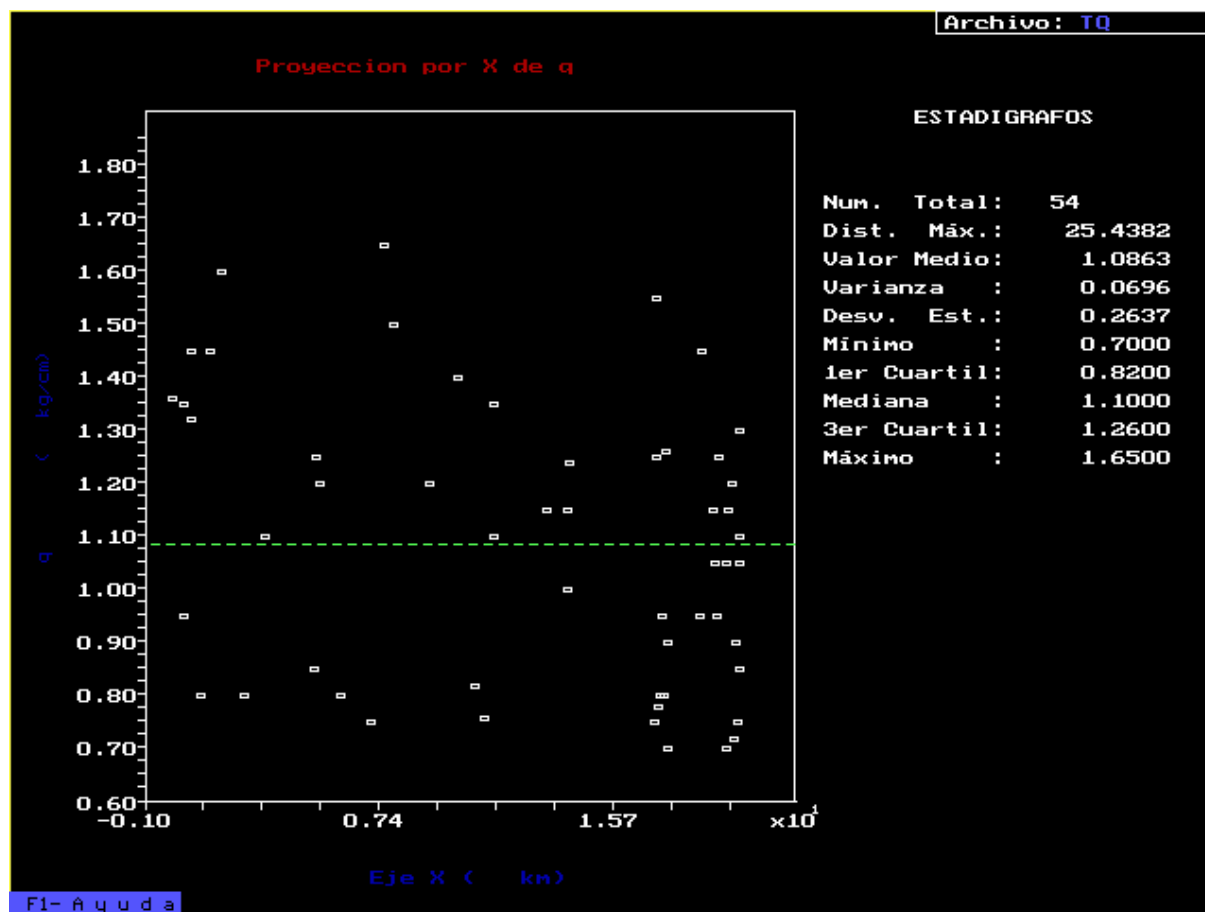 Archivo: TQ
Proyeccion por X de q
ESTADIGRAFOS
1.80
1.70
1.60
1.50
1.40
1.30
1.20
1.10
1.00
0.90
0.80
0.70
0.60
q ( kg/cm)
Num. Total: 54
Dist. Máx.: 25.4382
Valor Medio: 1.0863
Varianza : 0.0696
Desv. Est.: 0.2637
Mínimo : 0.7000
1er Cuartil: 0.8200
Mediana : 1.1000
3er Cuartil: 1.2600
Máximo : 1.6500
-0.10 0.74 1.57 x10¹
Eje X ( km)
F1- A y u d a